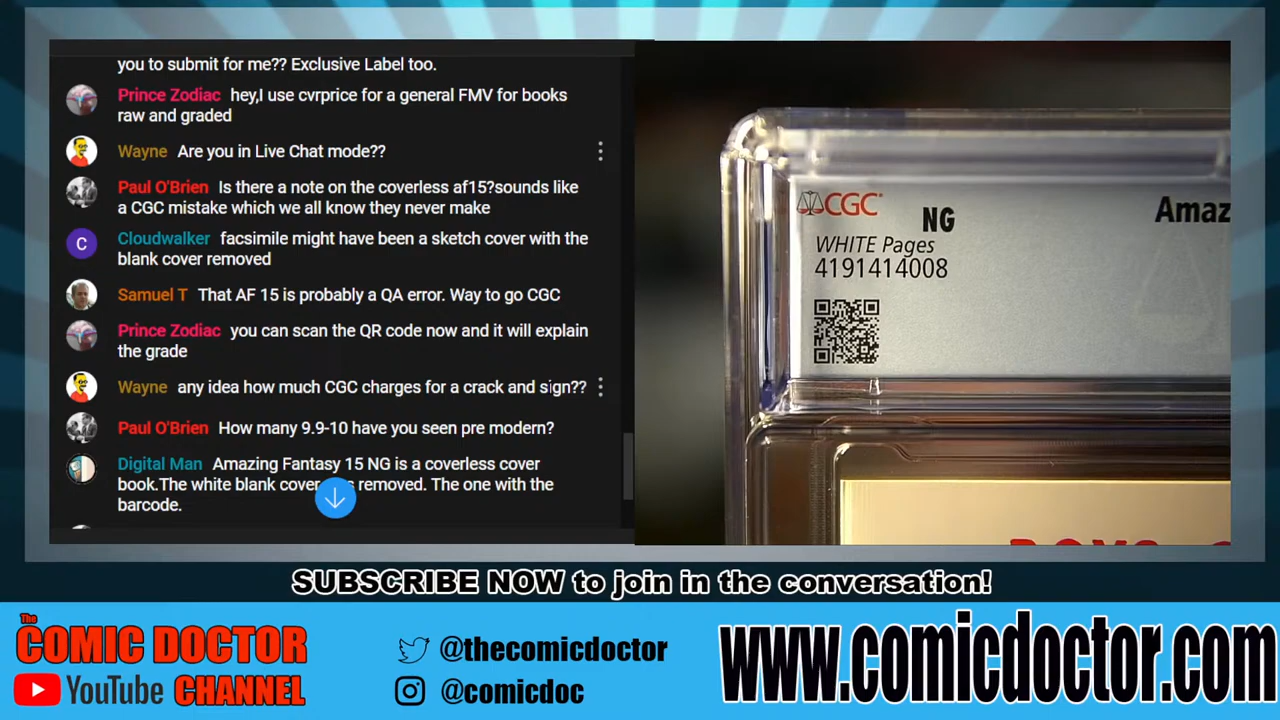 you to submit for me?? Exclusive Label too.
Prince Zodiac hey,I use cvrprice for a general FMV for books
raw and graded
Wayne Are you in Live Chat mode??
Paul O'Brien Is there a note on the coverless af15?sounds like
a CGC mistake which we all know they never make
C
Cloudwalker facsimile might have been a sketch cover with the
blank cover removed
Samuel T That AF 15 is probably a QA error. Way to go CGC
Prince Zodiac you can scan the QR code now and it will explain
the grade
Wayne any idea how much CGC charges for a crack and sign??
Paul O'Brien How many 9.9-10 have you seen pre modern?
Digital Man Amazing Fantasy 15 NG is a coverless cover
book.The white blank cover removed. The one with the
barcode.
CGC
NG
Amaz
WHITE Pages
4191414008
SUBSCRIBE NOW to join in the conversation!
The
COMIC DOCTOR
YouTube CHANNEL
@thecomicdoctor
@comicdoc
www.comicdoctor.com